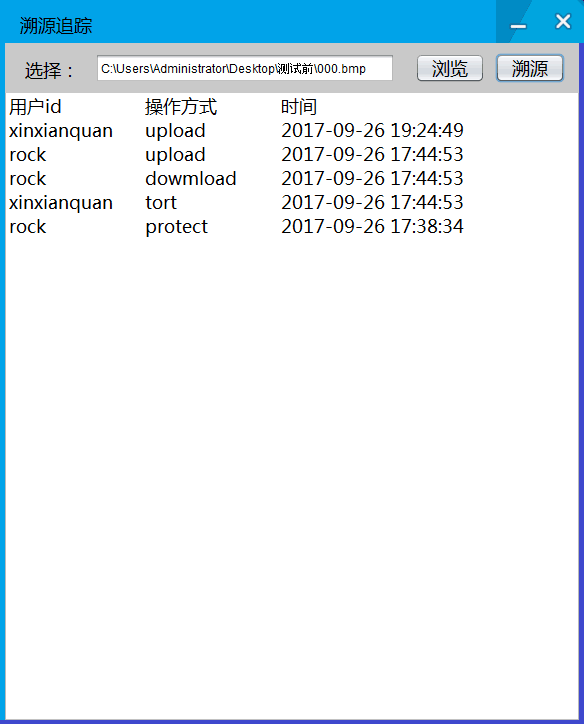 溯源追踪
选择： C:\Users\Administrator\Desktop\测试前\000.bmp 浏览 溯源
用户id 操作方式 时间
xinxianquan upload 2017-09-26 19:24:49
rock upload 2017-09-26 17:44:53
rock dowmload 2017-09-26 17:44:53
xinxianquan tort 2017-09-26 17:44:53
rock protect 2017-09-26 17:38:34